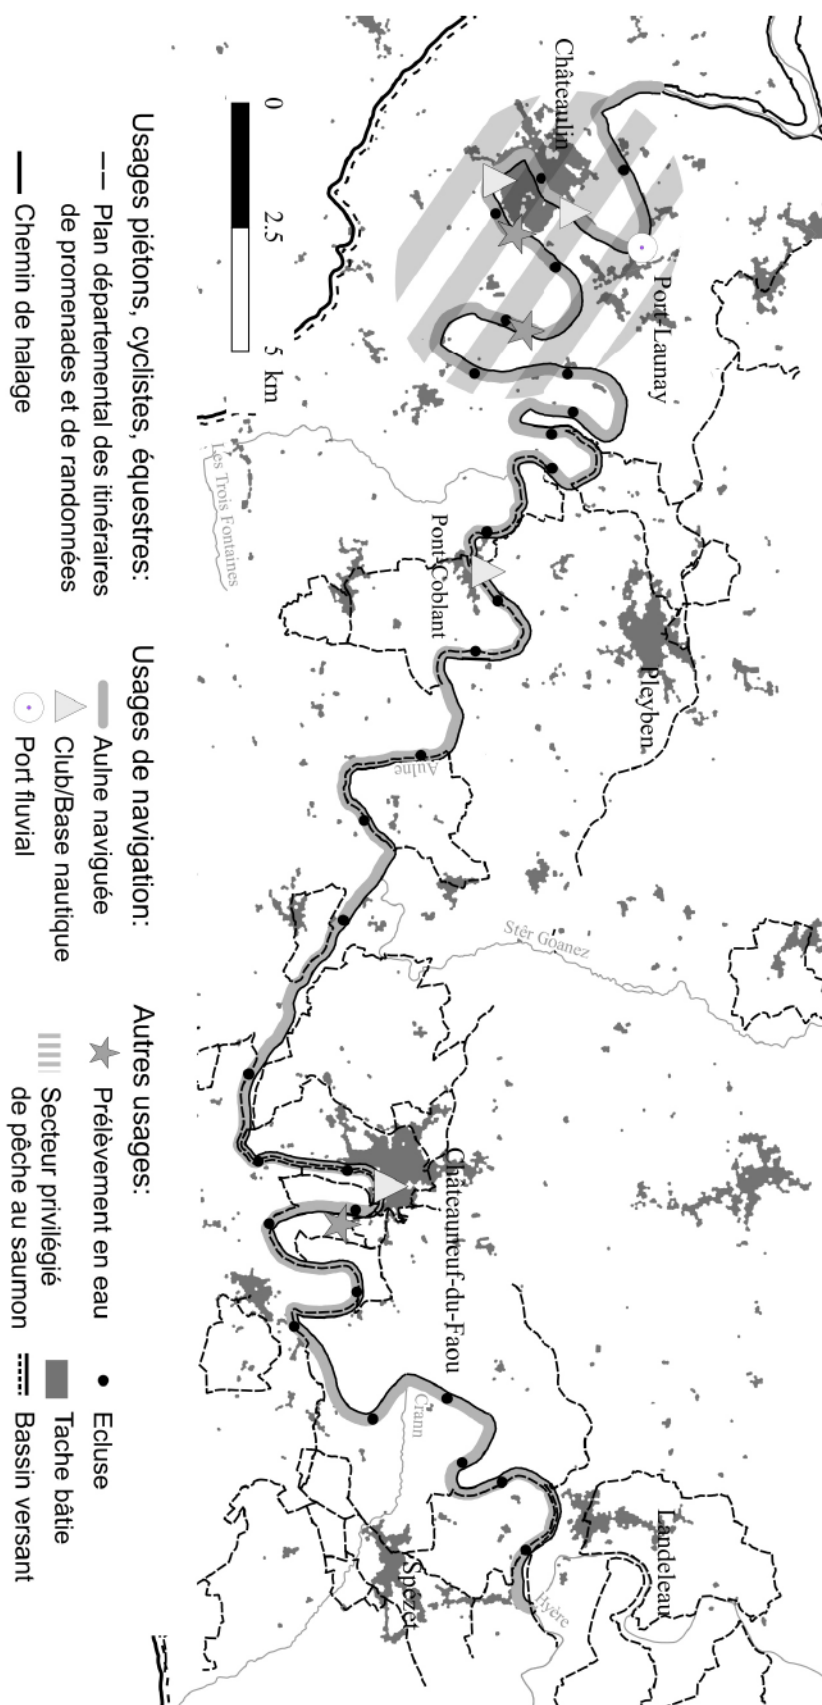 Châteaulin
Port-Launay
Pleyben
Pont-Coblant
Les Trois Fontaines
Aulne
Stêr Goanez
Châteauneuf-du-Faou
Crann
Landeleau
Spézet
Hyère
0 2.5 5 km
Usages piétons, cyclistes, équestres:
Plan départemental des itinéraires
de promenades et de randonnées
Chemin de halage
Usages de navigation:
Aulne naviguée
Club/Base nautique
Port fluvial
Autres usages:
Prélèvement en eau
Secteur privilégié
de pêche au saumon
Ecluse
Tache bâtie
Bassin versant